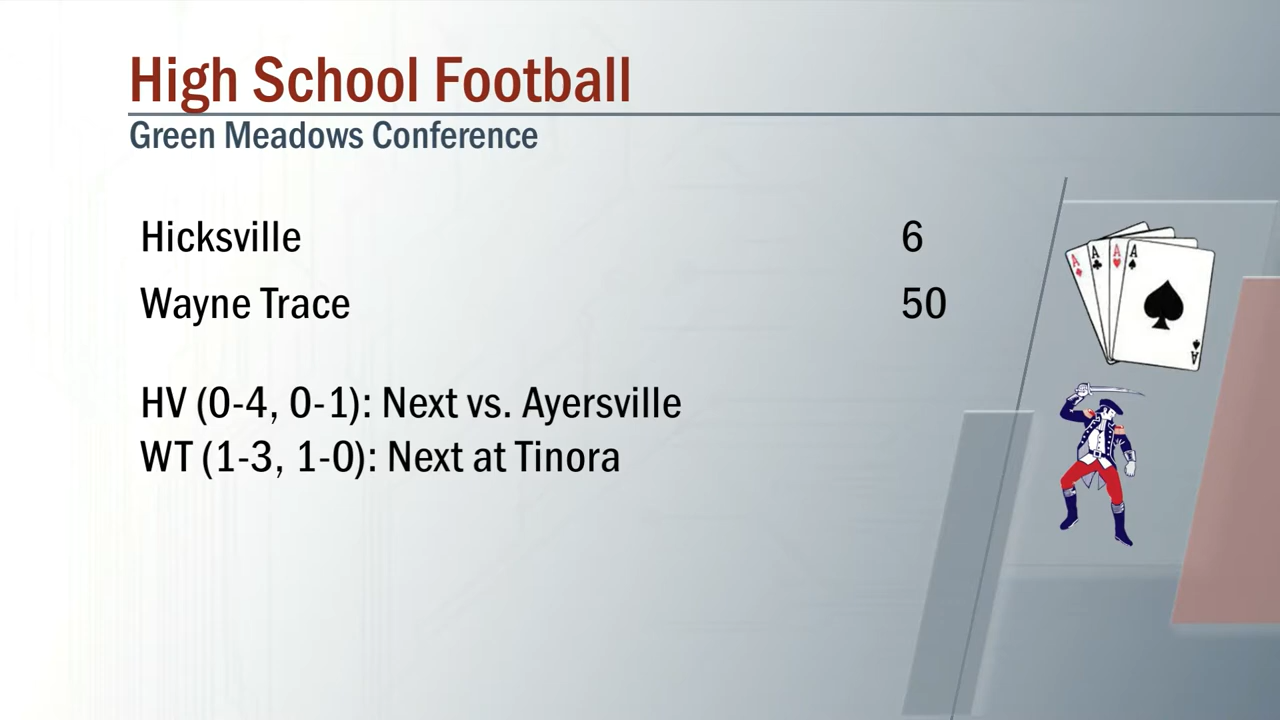 High School Football
Green Meadows Conference
Hicksville 6
Wayne Trace 50
HV (0-4, 0-1): Next vs. Ayersville
WT (1-3, 1-0): Next at Tinora
A A A A
A